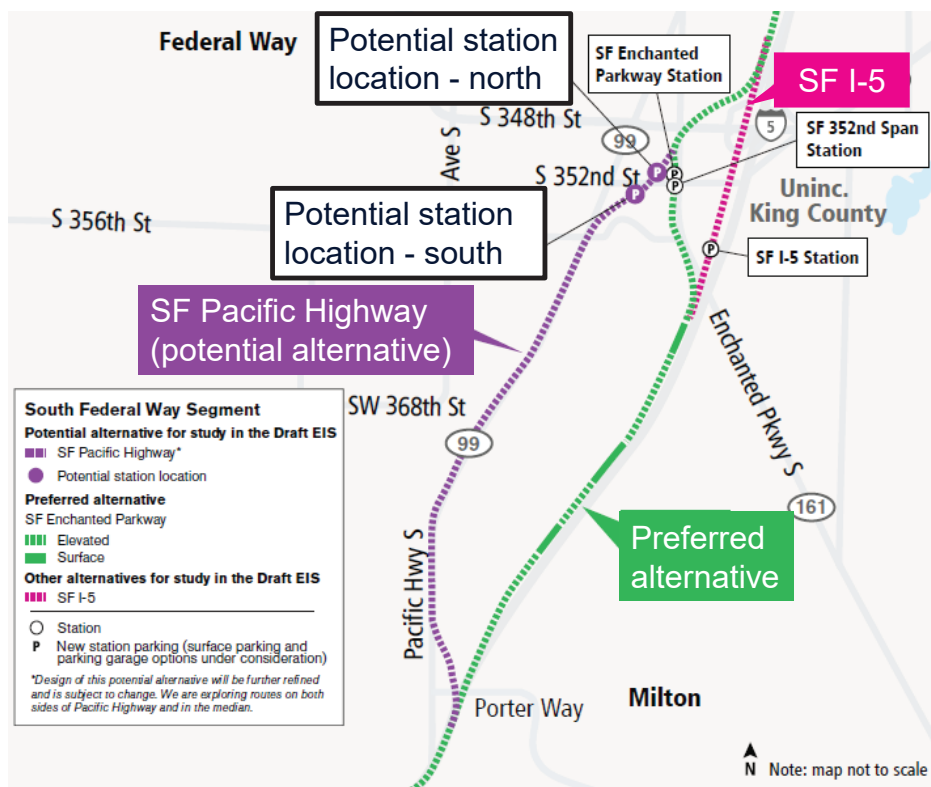 Federal Way
Potential station
location - north
SF Enchanted
Parkway Station
SF I-5
S 348th St
99
5
SF 352nd Span
Station
Ave S
S 352nd St
P
P
P
P
Uninc.
King County
S 356th St
Potential station
location - south
P
SF I-5 Station
SF Pacific Highway
(potential alternative)
Enchanted Pkwy S
South Federal Way Segment
Potential alternative for study in the Draft EIS
SF Pacific Highway*
Potential station location
Preferred alternative
SF Enchanted Parkway
Elevated
Surface
Other alternatives for study in the Draft EIS
SF I-5
Station
P New station parking (surface parking and
parking garage options under consideration)
*Design of this potential alternative will be further refined
and is subject to change. We are exploring routes on both
sides of Pacific Highway and in the median.
SW 368th St
99
161
Preferred
alternative
Pacific Hwy S
Porter Way
Milton
N Note: map not to scale